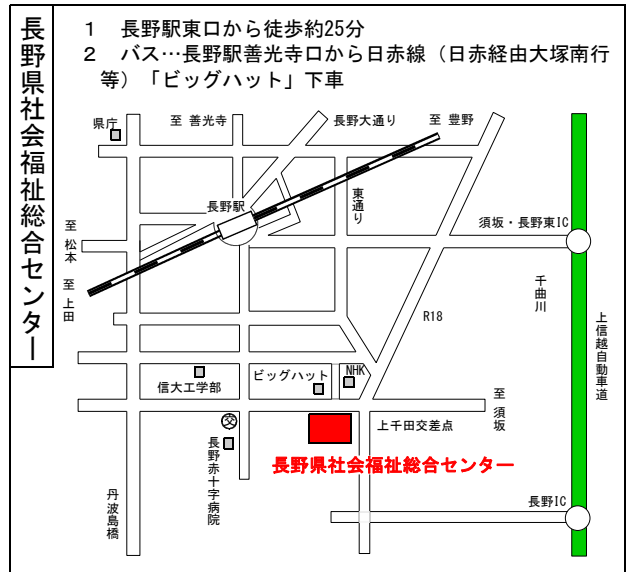 長野県社会福祉総合センター
1　長野駅東口から徒歩約25分
2　バス…長野駅善光寺口から日赤線（日赤経由大塚南行
等）「ビッグハット」下車
県庁
至 善光寺
長野大通り
至 豊野
長野駅
東通り
至 松本
須坂・長野東IC
至 上田
千曲川
R18
上信越自動車道
信大工学部
ビッグハット
NHK
至 須坂
交
上千田交差点
長野赤十字病院
長野県社会福祉総合センター
丹波島橋
長野IC